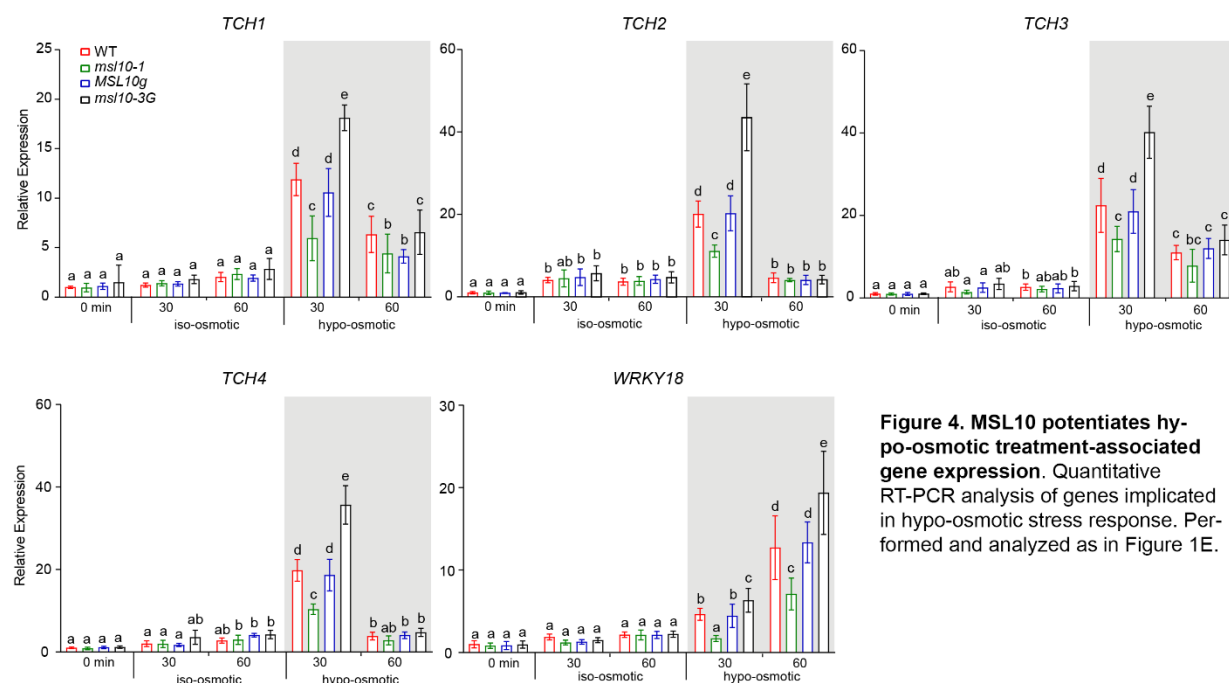 TCH1
25
20
15
10
5
0
Relative Expression
WT
msl10-1
MSL10g
msl10-3G
a a a a
a a a a
a a a a
d c d e
c b b c
0 min 30 60 30 60
iso-osmotic hypo-osmotic
TCH2
60
40
20
0
a a a a
b ab b b
b b b b
d c d e
b b b b
0 min 30 60 30 60
iso-osmotic hypo-osmotic
TCH3
60
40
20
0
a a a a
ab a a ab
b ab ab b
d c d e
c bc c c
0 min 30 60 30 60
iso-osmotic hypo-osmotic
TCH4
60
40
20
0
Relative Expression
a a a a
a a a ab
ab b b b
d c d e
b ab b b
0 min 30 60 30 60
iso-osmotic hypo-osmotic
WRKY18
30
20
10
0
a a a a
a a a a
a a a a
b a b c
d c d e
0 min 30 60 30 60
iso-osmotic hypo-osmotic
Figure 4. MSL10 potentiates hy-
po-osmotic treatment-associated
gene expression. Quantitative
RT-PCR analysis of genes implicated
in hypo-osmotic stress response. Per-
formed and analyzed as in Figure 1E.